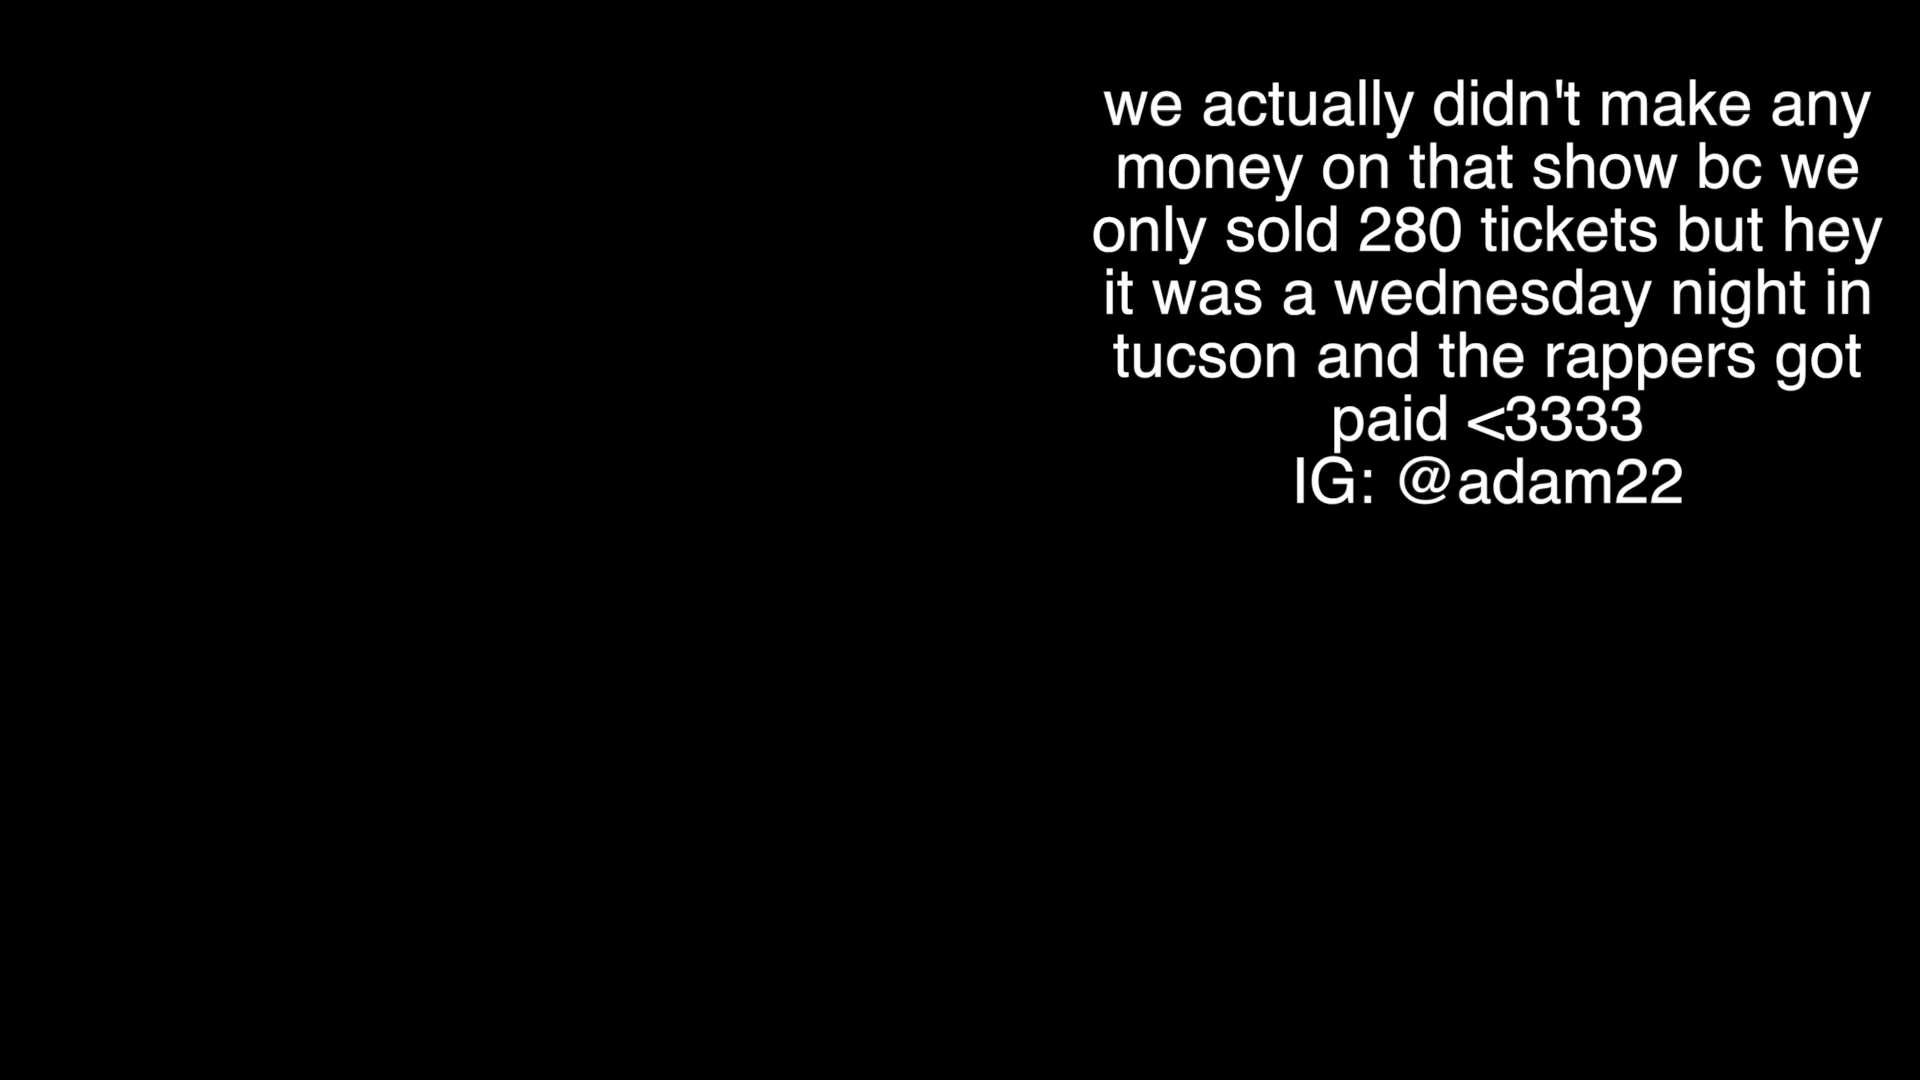 we actually didn't make any
money on that show bc we
only sold 280 tickets but hey
it was a wednesday night in
tucson and the rappers got
paid <3333
IG: @adam22